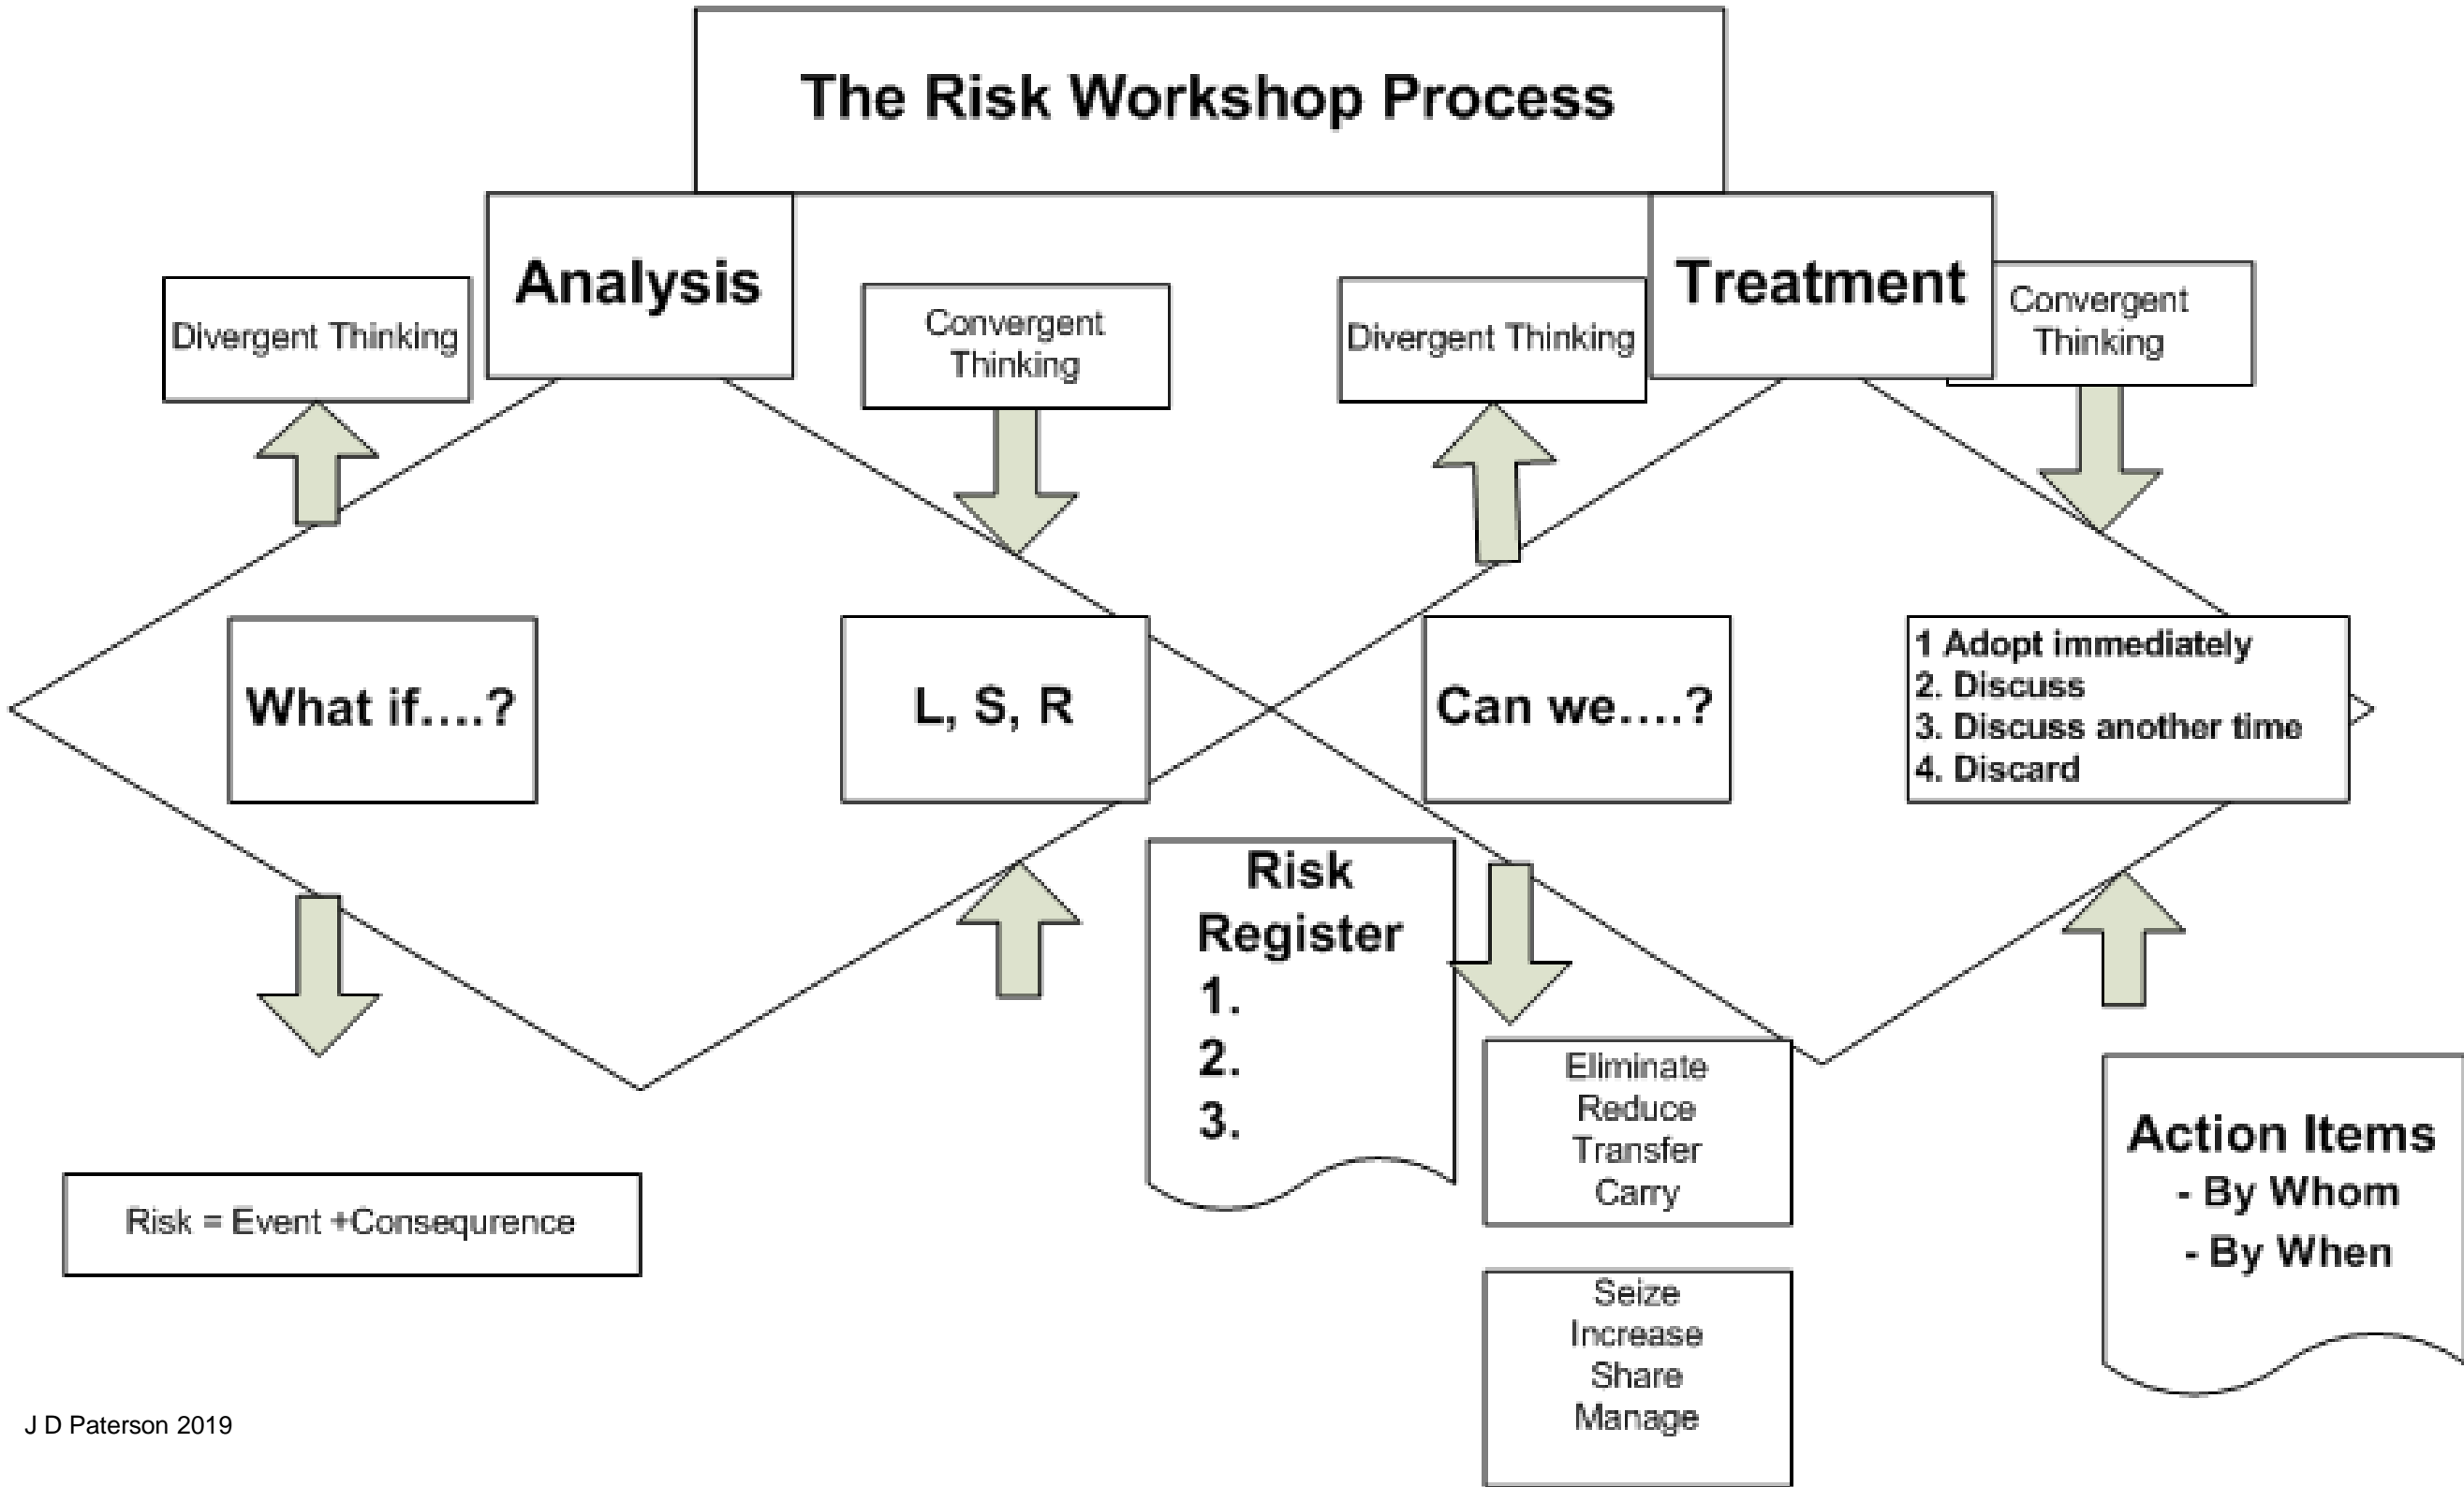 The Risk Workshop Process
Analysis
Treatment
Divergent Thinking
Convergent
Thinking
Divergent Thinking
Convergent
Thinking
What if....?
L, S, R
Can we....?
1 Adopt immediately
2. Discuss
3. Discuss another time
4. Discard
Risk
Register
1.
2.
3.
Eliminate
Reduce
Transfer
Carry
Action Items
- By Whom
- By When
Risk = Event +Consequrence
Seize
Increase
Share
Manage
J D Paterson 2019